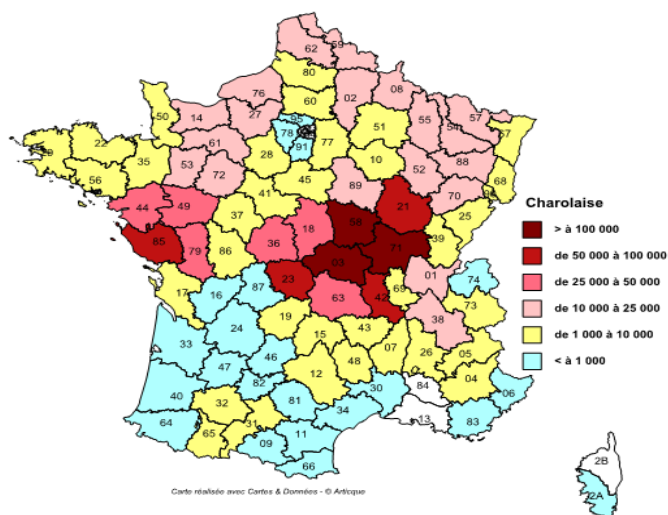 62 59
80
76 02 08
60
50 14 27 95 57
78 51 55 54 67
22 61 91 77
35 28 10 88
56 53 72 52 68
45 89 70
41
44 49 21
37 18 58 25
85 36 71 39
79 86 03
23 01 74
17 16 87 63 42 69
73
19 38
24 15 43
33 46 07 26 05
47 12 48 04
82 30 84 06
40 32 81
34 13 83
64 31
65 09 11
66
2B
2A
Charolaise
> à 100 000
de 50 000 à 100 000
de 25 000 à 50 000
de 10 000 à 25 000
de 1 000 à 10 000
< à 1 000
Carte réalisée avec Cartes & Données - © Articque